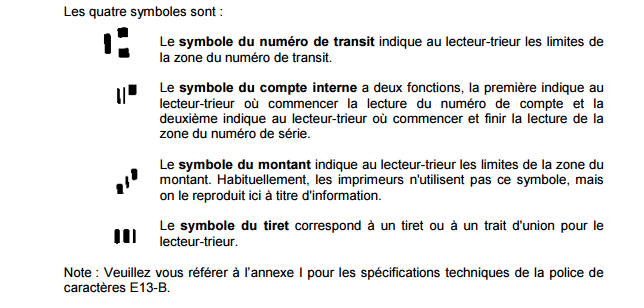 Les quatre symboles sont :
Le symbole du numéro de transit indique au lecteur-trieur les limites de
la zone du numéro de transit.
Le symbole du compte interne a deux fonctions, la première indique au
lecteur-trieur où commencer la lecture du numéro de compte et la
deuxième indique au lecteur-trieur où commencer et finir la lecture de la
zone du numéro de série.
Le symbole du montant indique au lecteur-trieur les limites de la zone du
montant. Habituellement, les imprimeurs n'utilisent pas ce symbole, mais
on le reproduit ici à titre d'information.
Le symbole du tiret correspond à un tiret ou à un trait d'union pour le
lecteur-trieur.
Note : Veuillez vous référer à l’annexe I pour les spécifications techniques de la police de
caractères E13-B.